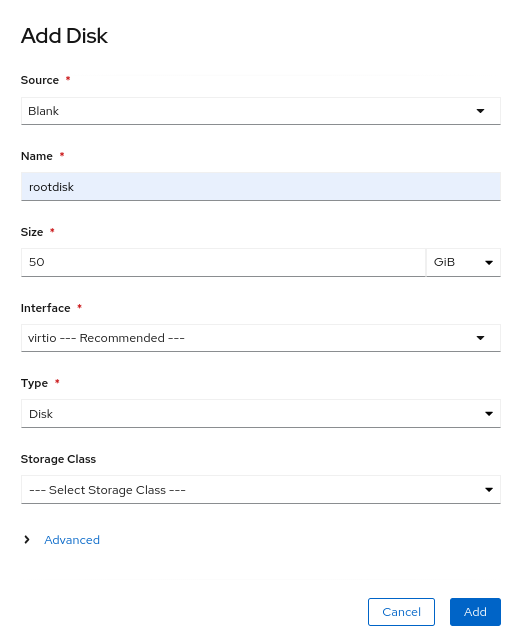 Add Disk
Source *
Blank
Name *
rootdisk
Size *
50 GiB
Interface *
virtio --- Recommended ---
Type *
Disk
Storage Class
--- Select Storage Class ---
Advanced
Cancel Add